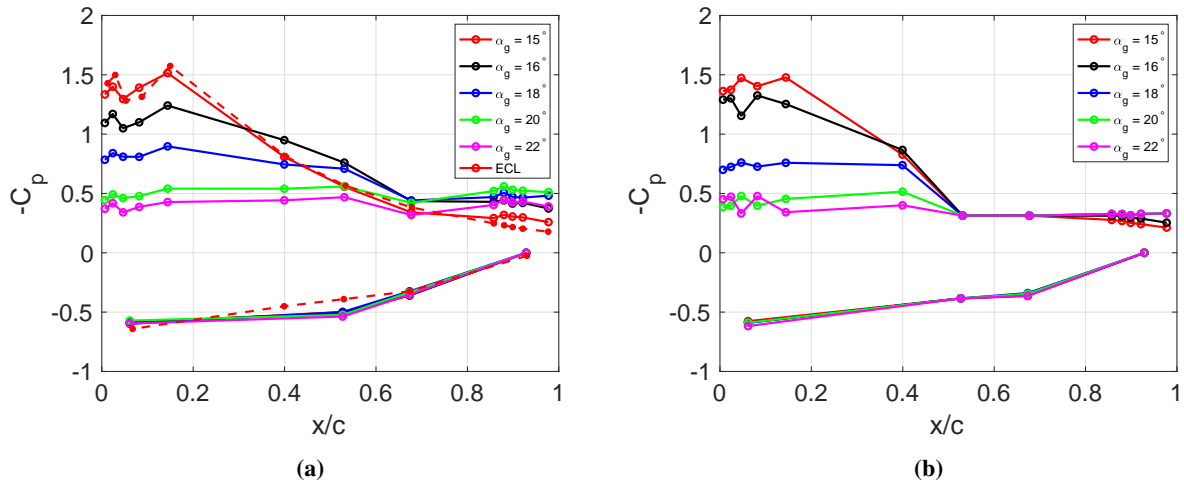 2
1.5
1
0.5
0
-0.5
-1
-C_p
0 0.2 0.4 0.6 0.8 1
x/c
α_g = 15°
α_g = 16°
α_g = 18°
α_g = 20°
α_g = 22°
ECL
(a)
2
1.5
1
0.5
0
-0.5
-1
-C_p
0 0.2 0.4 0.6 0.8 1
x/c
α_g = 15°
α_g = 16°
α_g = 18°
α_g = 20°
α_g = 22°
(b)